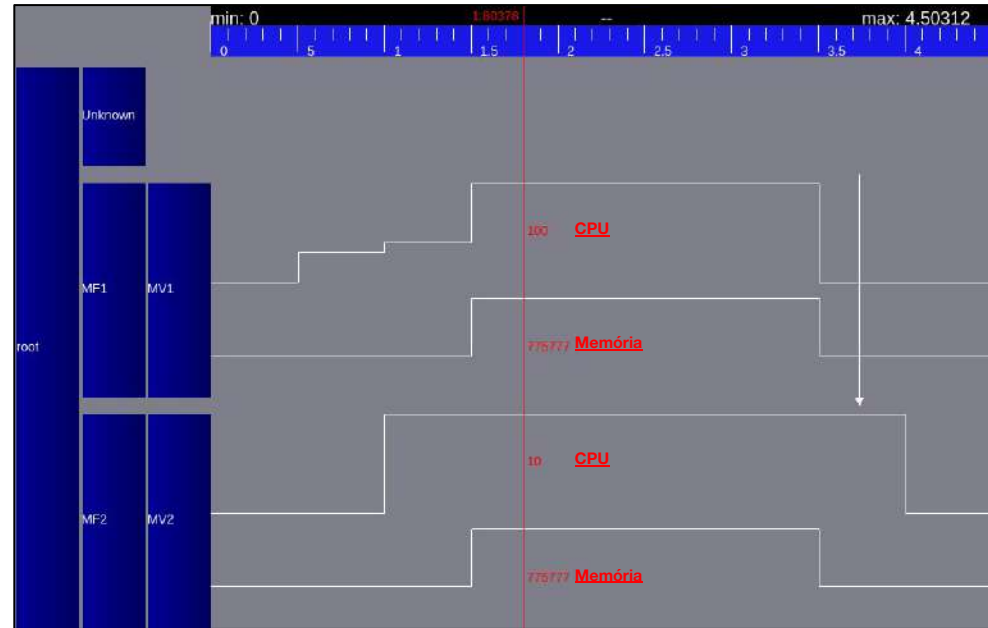 min: 0 1.80378 -- max: 4.50312
0 5 1 1.5 2 2.5 3 3.5 4
Unknown
100 CPU
MF1 MV1
root
775777 Memória
10 CPU
MF2 MV2
775777 Memória